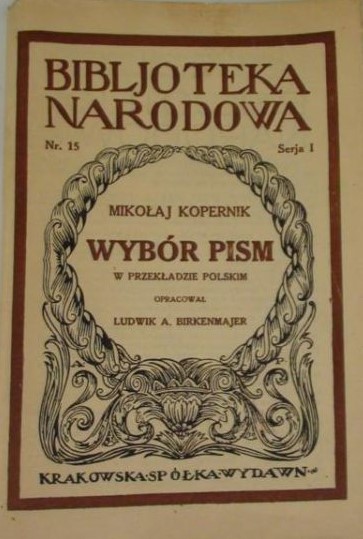 BIBLJOTEKA
NARODOWA
Nr. 15 Serja I
MIKOŁAJ KOPERNIK
WYBÓR PISM
W PRZEKŁADZIE POLSKIM
OPRACOWAŁ
LUDWIK A. BIRKENMAJER
A P
KRAKOWSKA·SPÓŁKA·WYDAWN·